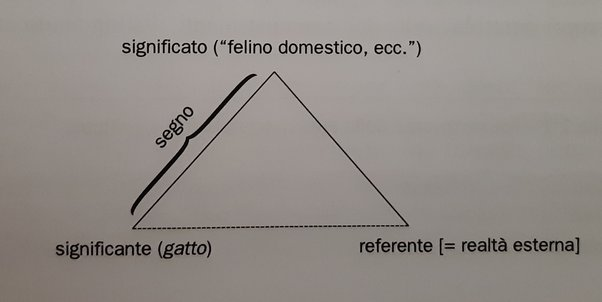 significato (“felino domestico, ecc.”)
segno
significante (gatto)
referente [= realtà esterna]